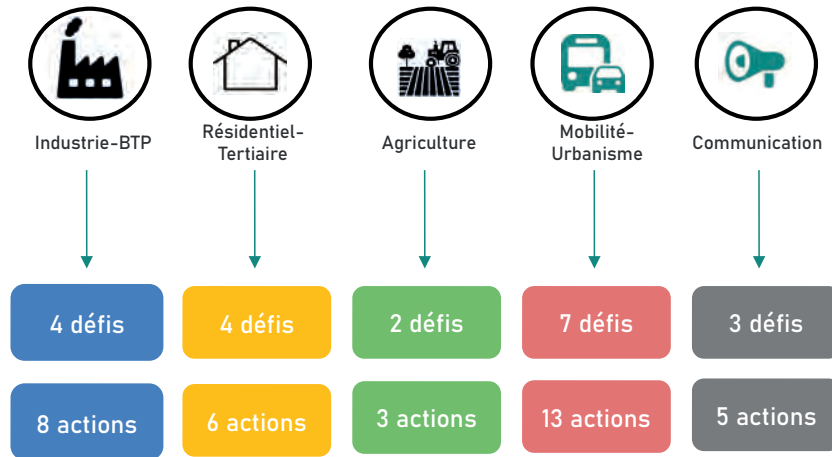 Industrie-BTP
Résidentiel-
Tertiaire
Agriculture
Mobilité-
Urbanisme
Communication
4 défis
4 défis
2 défis
7 défis
3 défis
8 actions
6 actions
3 actions
13 actions
5 actions